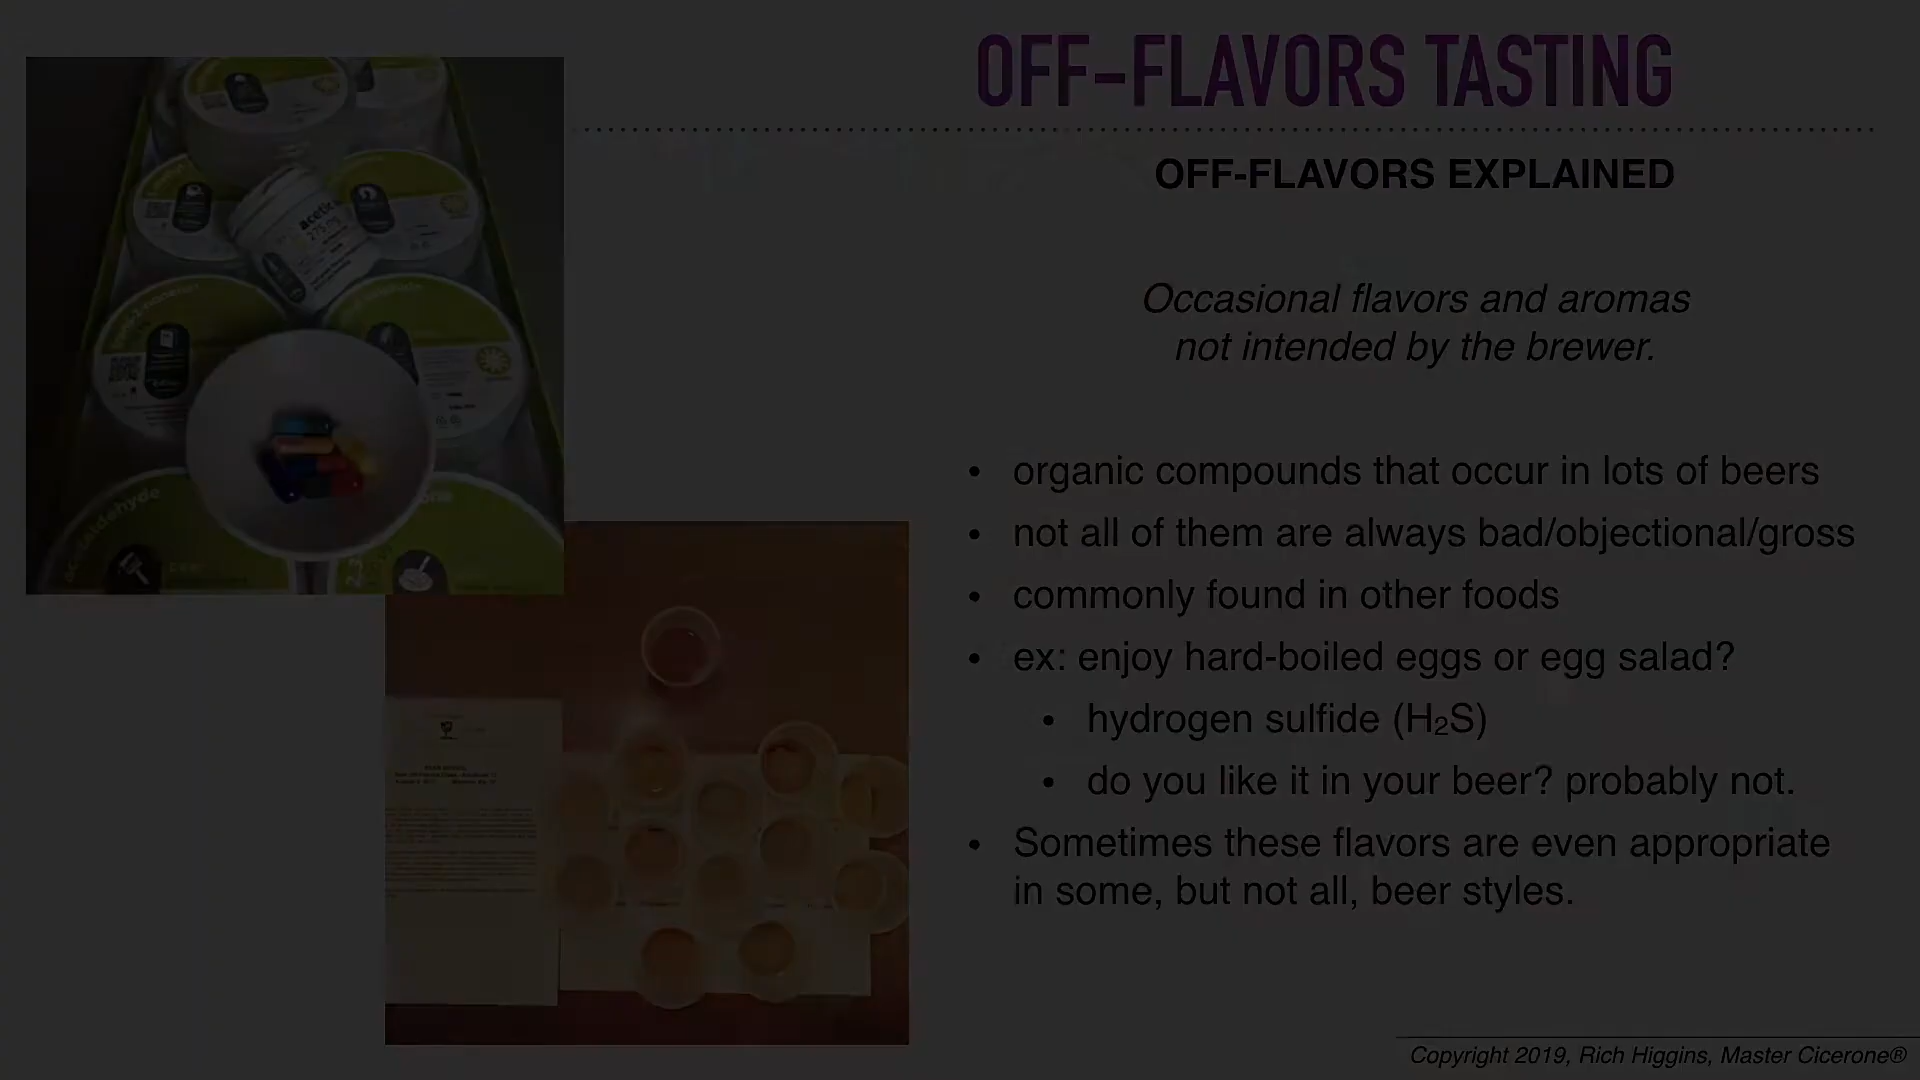 OFF-FLAVORS TASTING
OFF-FLAVORS EXPLAINED
Occasional flavors and aromas
not intended by the brewer.
• organic compounds that occur in lots of beers
• not all of them are always bad/objectional/gross
• commonly found in other foods
• ex: enjoy hard-boiled eggs or egg salad?
• hydrogen sulfide (H₂S)
• do you like it in your beer? probably not.
• Sometimes these flavors are even appropriate
in some, but not all, beer styles.
acetic
acetaldehyde
Copyright 2019, Rich Higgins, Master Cicerone®